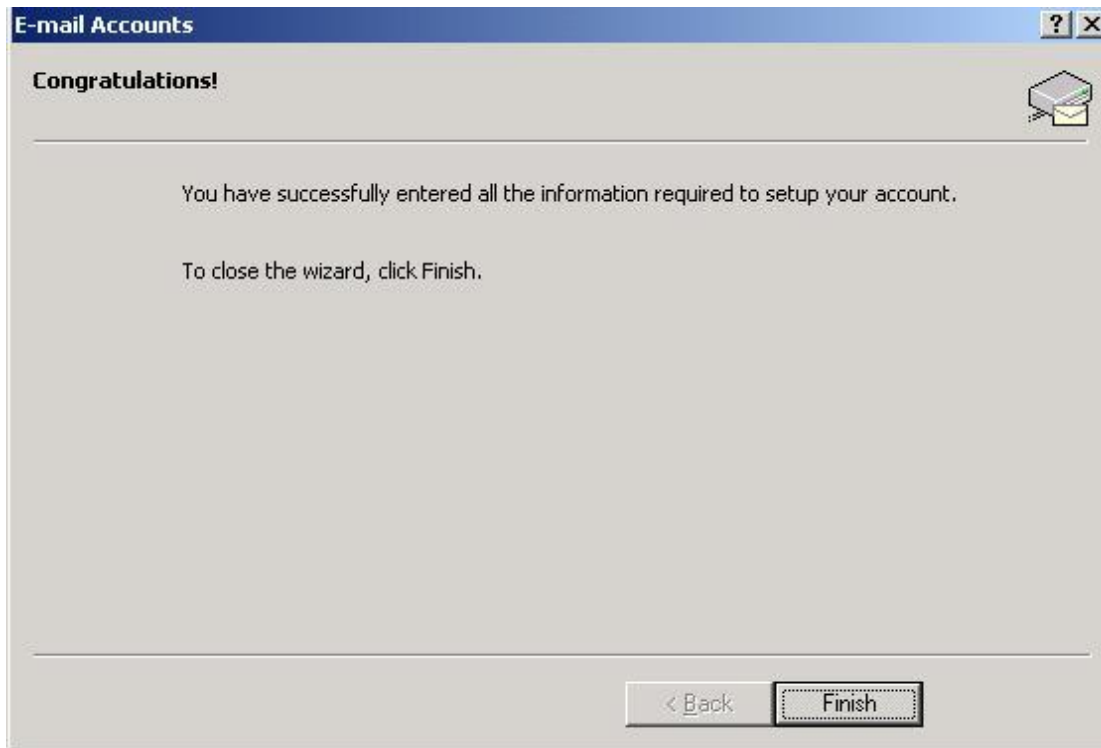 E-mail Accounts
Congratulations!
You have successfully entered all the information required to setup your account.
To close the wizard, click Finish.
< Back
Finish